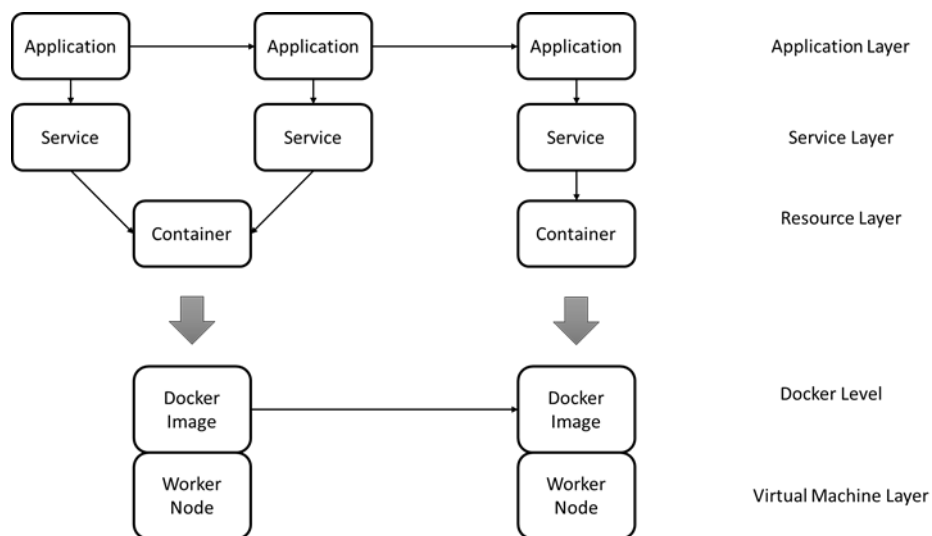 Application
Application
Application
Application Layer
Service
Service
Service
Service Layer
Container
Container
Resource Layer
Docker
Image
Docker
Image
Docker Level
Worker
Node
Worker
Node
Virtual Machine Layer